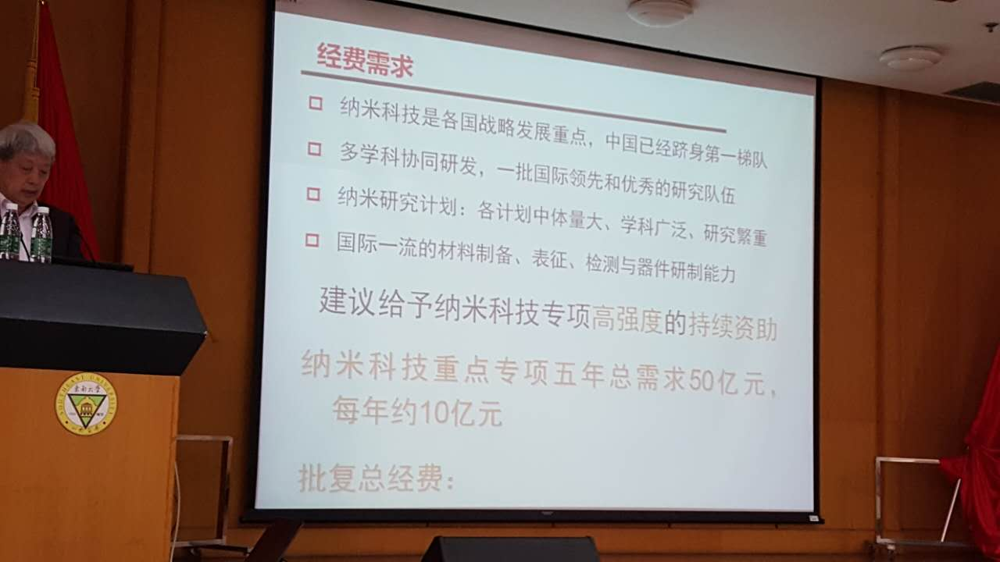 经费需求
纳米科技是各国战略发展重点，中国已经跻身第一梯队
多学科协同研发，一批国际领先和优秀的研究队伍
纳米研究计划：各计划中体量大、学科广泛、研究繁重
国际一流的材料制备、表征、检测与器件研制能力
建议给予纳米科技专项高强度的持续资助
纳米科技重点专项五年总需求50亿元，
每年约10亿元
批复总经费：
SOUTHEAST UNIVERSITY
东南大学